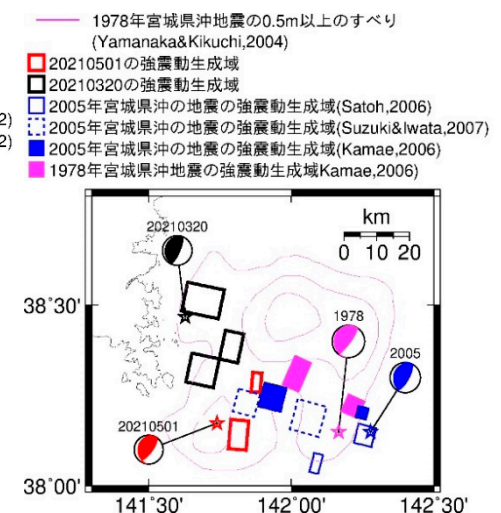 1978年宮城県沖地震の0.5m以上のすべり
(Yamanaka&Kikuchi,2004)
20210501の強震動生成域
20210320の強震動生成域
2)
2005年宮城県沖の地震の強震動生成域(Satoh,2006)
2)
2005年宮城県沖の地震の強震動生成域(Suzuki&Iwata,2007)
2005年宮城県沖の地震の強震動生成域(Kamae,2006)
1978年宮城県沖地震の強震動生成域Kamae,2006)
km
0 10 20
20210320
38°30'
1978
2005
20210501
38°00'
141°30' 142°00' 142°30'